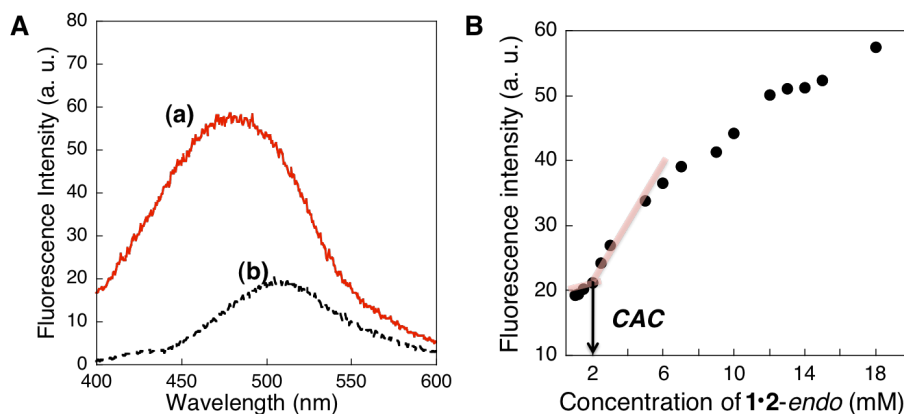 A
Fluorescence Intensity (a. u.)
80
70
60
50
40
30
20
10
0
(a)
(b)
400
450
500
550
600
Wavelength (nm)
B
Fluorescence intensity (a. u.)
60
50
40
30
20
10
CAC
2
6
10
14
18
Concentration of 1•2-endo (mM)